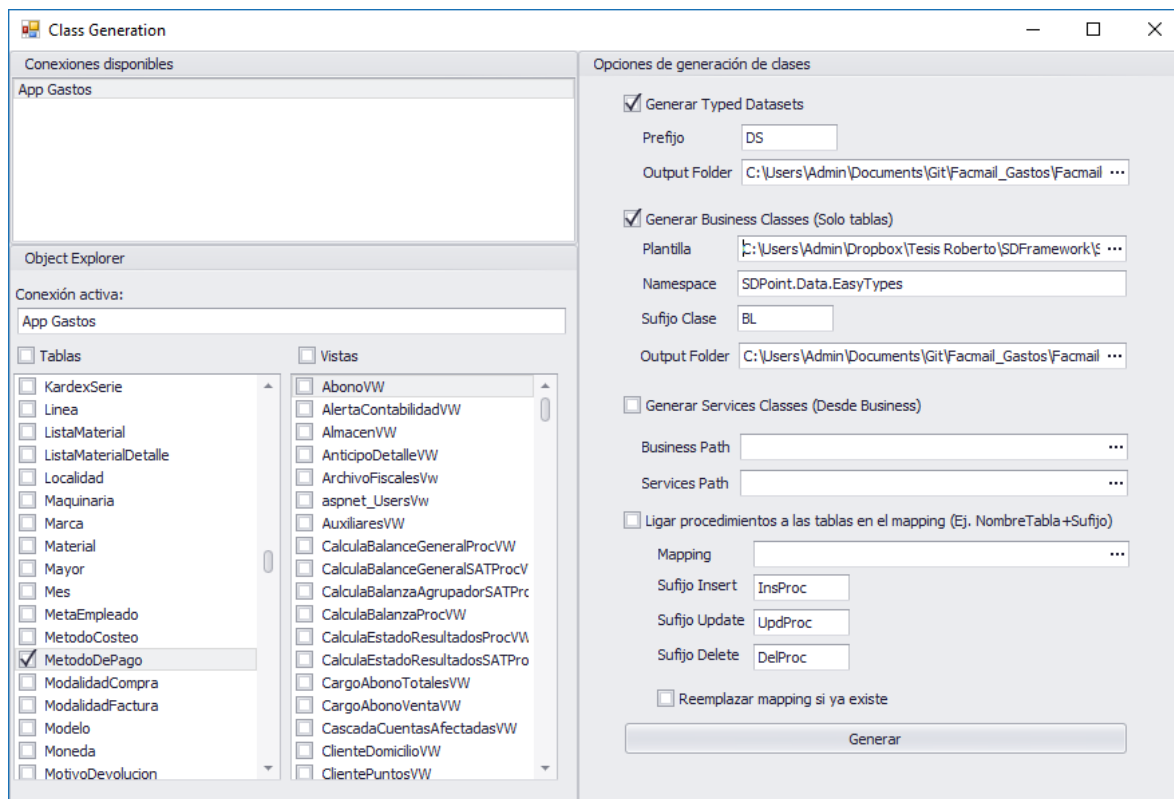 Class Generation
Conexiones disponibles
App Gastos
Object Explorer
Conexión activa:
App Gastos
Tablas
KardexSerie
Linea
ListaMaterial
ListaMaterialDetalle
Localidad
Maquinaria
Marca
Material
Mayor
Mes
MetaEmpleado
MetodoCosteo
MetodoDePago
ModalidadCompra
ModalidadFactura
Modelo
Moneda
MotivoDevolucion
Vistas
AbonoVW
AlertaContabilidadVW
AlmacenVW
AnticipoDetalleVW
ArchivoFiscalesVw
aspnet_UsersVw
AuxiliaresVW
CalculaBalanceGeneralProcVW
CalculaBalanceGeneralSATProcV
CalculaBalanzaAgrupadorSATPrc
CalculaBalanzaProcVW
CalculaEstadoResultadosProcVW
CalculaEstadoResultadosSATPro
CargoAbonoTotalesVW
CargoAbonoVentaVW
CascadaCuentasAfectadasVW
ClienteDomicilioVW
ClientePuntosVW
Opciones de generación de clases
Generar Typed Datasets
Prefijo DS
Output Folder C:\Users\Admin\Documents\Git\Facmail_Gastos\Facmail ...
Generar Business Classes (Solo tablas)
Plantilla C:\Users\Admin\Dropbox\Tesis Roberto\SDFramework\S ...
Namespace SDPoint.Data.EasyTypes
Sufijo Clase BL
Output Folder C:\Users\Admin\Documents\Git\Facmail_Gastos\Facmail ...
Generar Services Classes (Desde Business)
Business Path ...
Services Path ...
Ligar procedimientos a las tablas en el mapping (Ej. NombreTabla+Sufijo)
Mapping ...
Sufijo Insert InsProc
Sufijo Update UpdProc
Sufijo Delete DelProc
Reemplazar mapping si ya existe
Generar